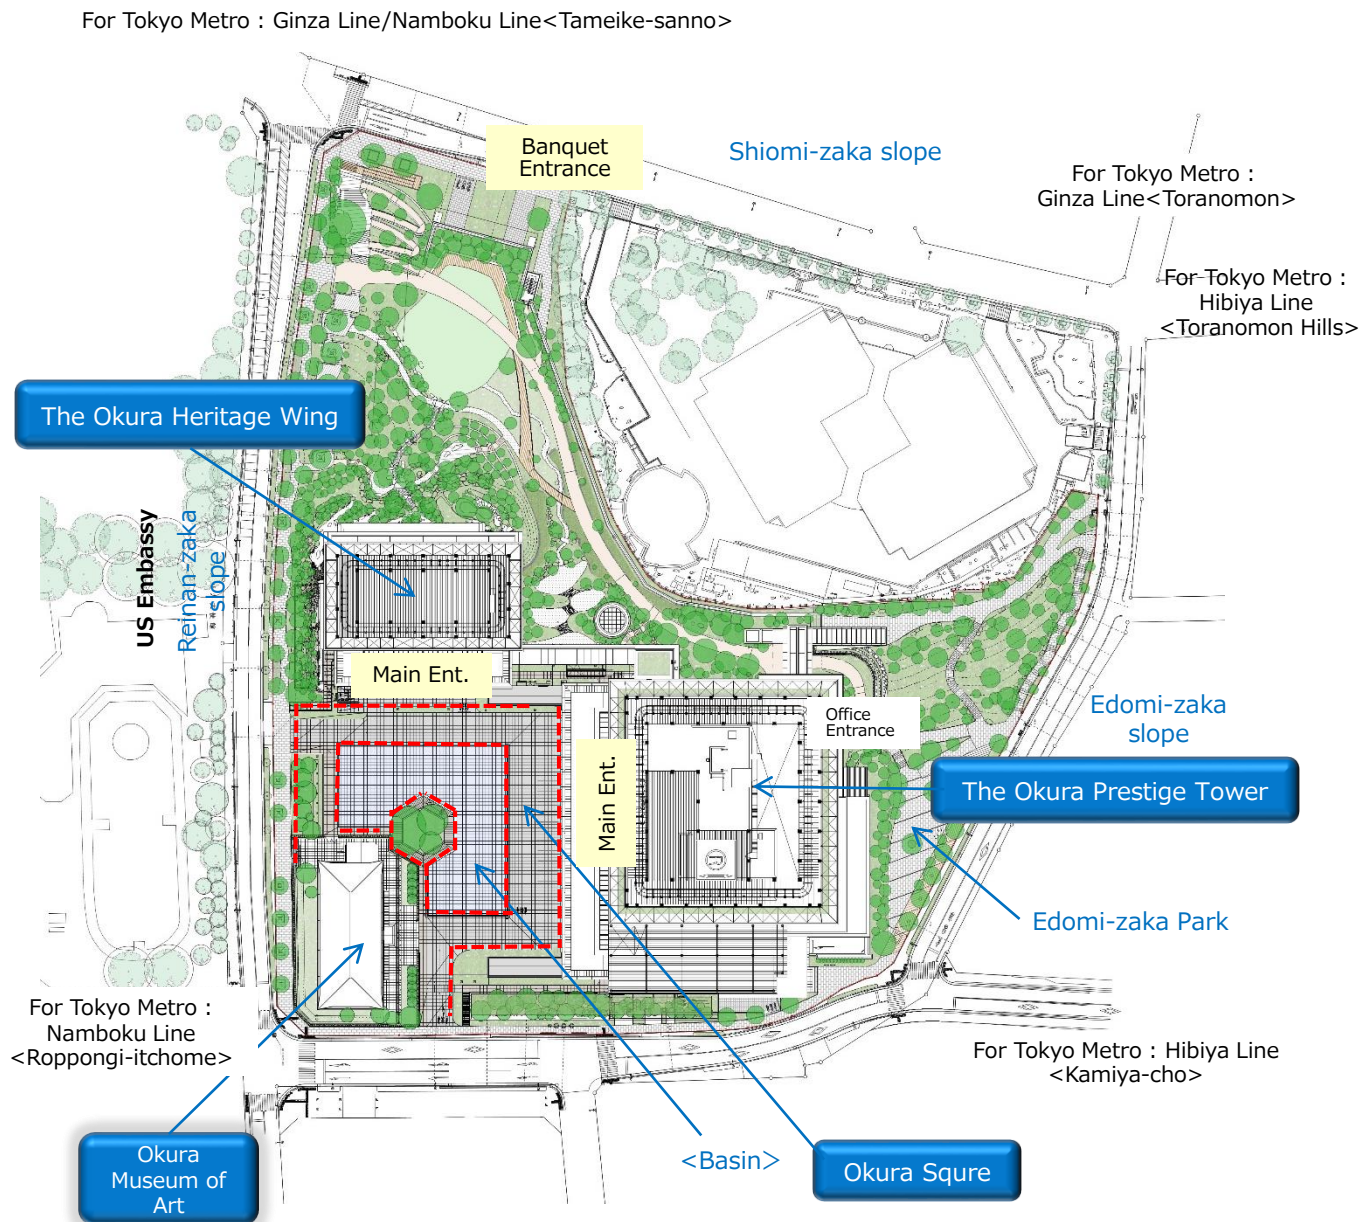 For Tokyo Metro : Ginza Line/Namboku Line<Tameike-sanno>
Banquet
Entrance
Shiomi-zaka slope
For Tokyo Metro :
Ginza Line<Toranomon>
For Tokyo Metro :
Hibiya Line
<Toranomon Hills>
The Okura Heritage Wing
US Embassy
Reinan-zaka
slope
Main Ent.
Main Ent.
Office
Entrance
Edomi-zaka
slope
The Okura Prestige Tower
Edomi-zaka Park
For Tokyo Metro :
Namboku Line
<Roppongi-itchome>
For Tokyo Metro : Hibiya Line
<Kamiya-cho>
Okura
Museum of
Art
<Basin>
Okura Squre